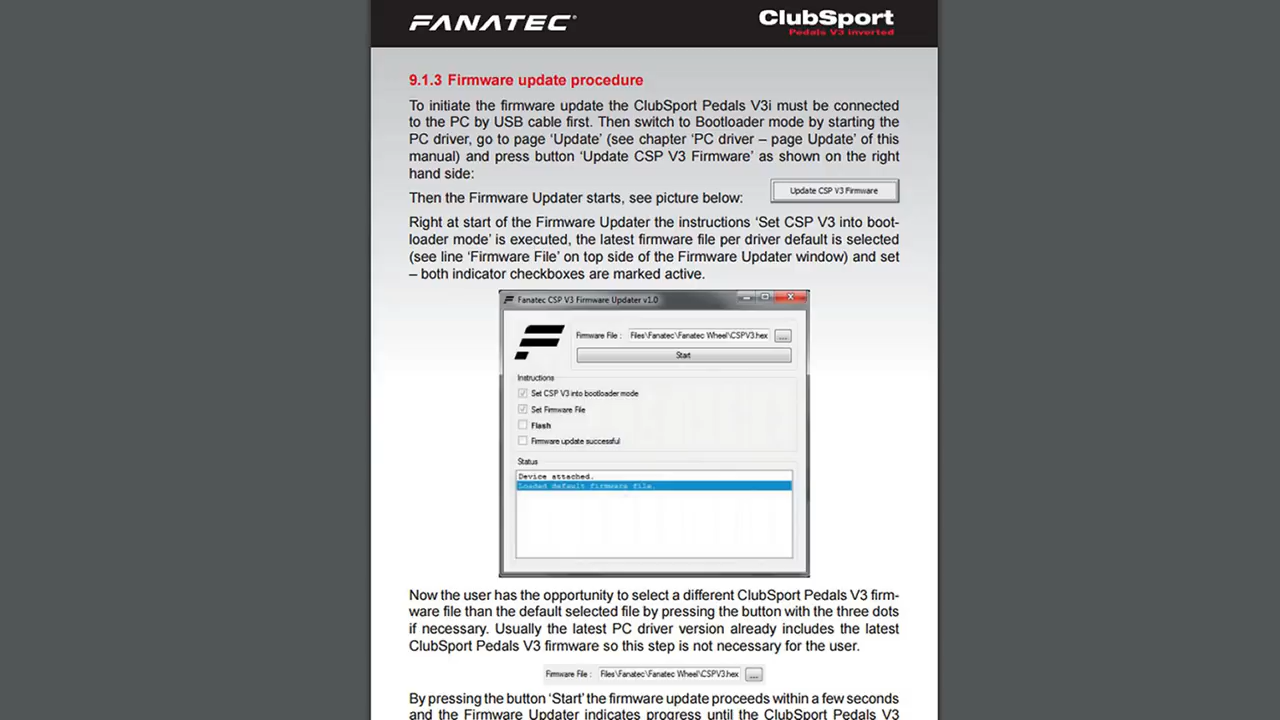 FANATEC
ClubSport
Pedals V3 inverted
9.1.3 Firmware update procedure
To initiate the firmware update the ClubSport Pedals V3i must be connected
to the PC by USB cable first. Then switch to Bootloader mode by starting the
PC driver, go to page ‘Update’ (see chapter ‘PC driver – page Update’ of this
manual) and press button ‘Update CSP V3 Firmware’ as shown on the right
hand side:
Update CSP V3 Firmware
Then the Firmware Updater starts, see picture below:
Right at start of the Firmware Updater the instructions ‘Set CSP V3 into boot-
loader mode’ is executed, the latest firmware file per driver default is selected
(see line ‘Firmware File’ on top side of the Firmware Updater window) and set
– both indicator checkboxes are marked active.
Fanatec CSP V3 Firmware Updater v1.0
Firmware File : Files\Fanatec\Fanatec Wheel\CSPV3.hex ...
Start
Instructions
Set CSP V3 into bootloader mode
Set Firmware File
Flash
Firmware update successful
Status
Device attached.
Loaded default firmware file.
Now the user has the opportunity to select a different ClubSport Pedals V3 firm-
ware file than the default selected file by pressing the button with the three dots
if necessary. Usually the latest PC driver version already includes the latest
ClubSport Pedals V3 firmware so this step is not necessary for the user.
Firmware File : Files\Fanatec\Fanatec Wheel\CSPV3.hex ...
By pressing the button ‘Start’ the firmware update proceeds within a few seconds
and the Firmware Updater indicates progress until the ClubSport Pedals V3